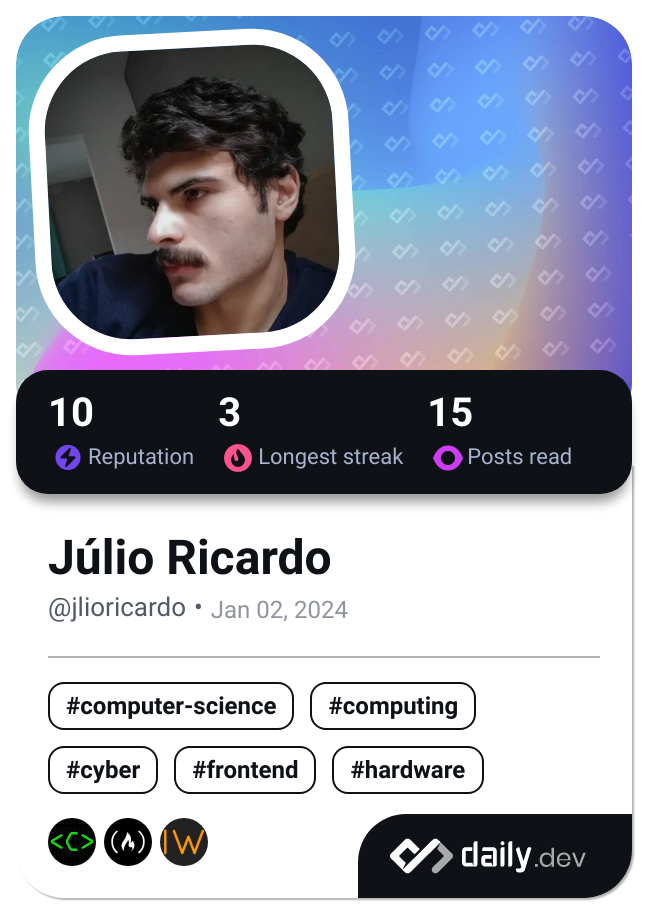 10 3 15
Reputation Longest streak Posts read
Júlio Ricardo
@jlioricardo • Jan 02, 2024
#computer-science #computing
#cyber #frontend #hardware
<C> (🔥) IW
daily.dev